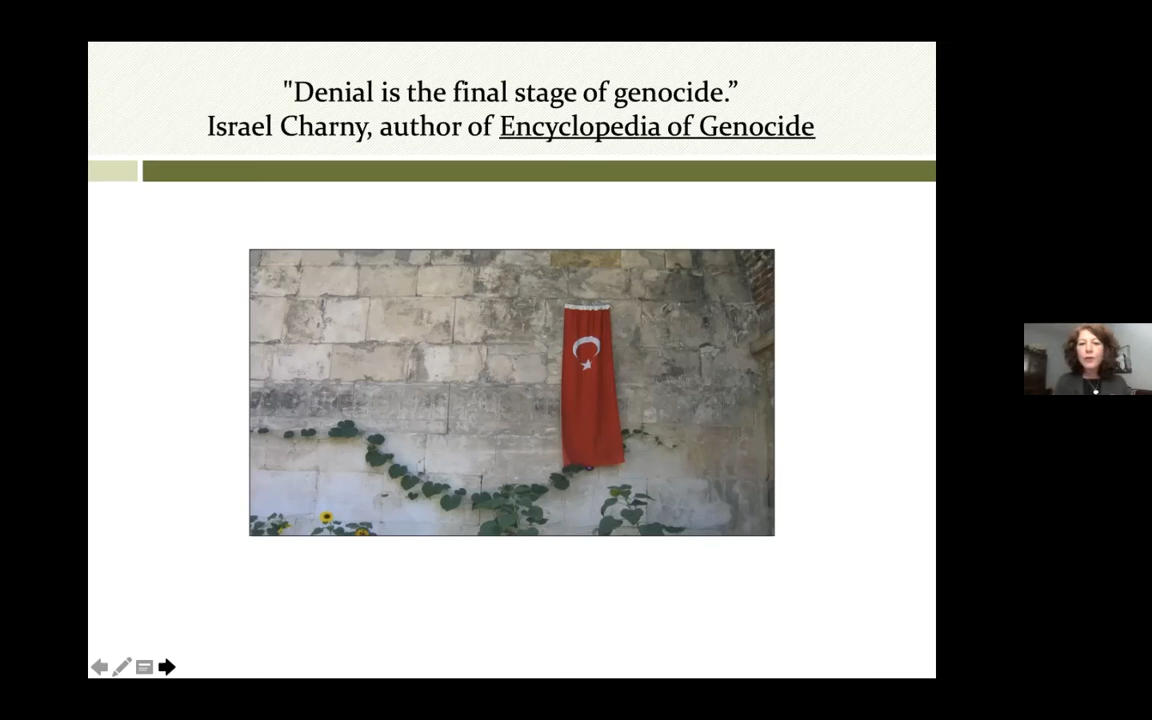 "Denial is the final stage of genocide.”
Israel Charny, author of Encyclopedia of Genocide